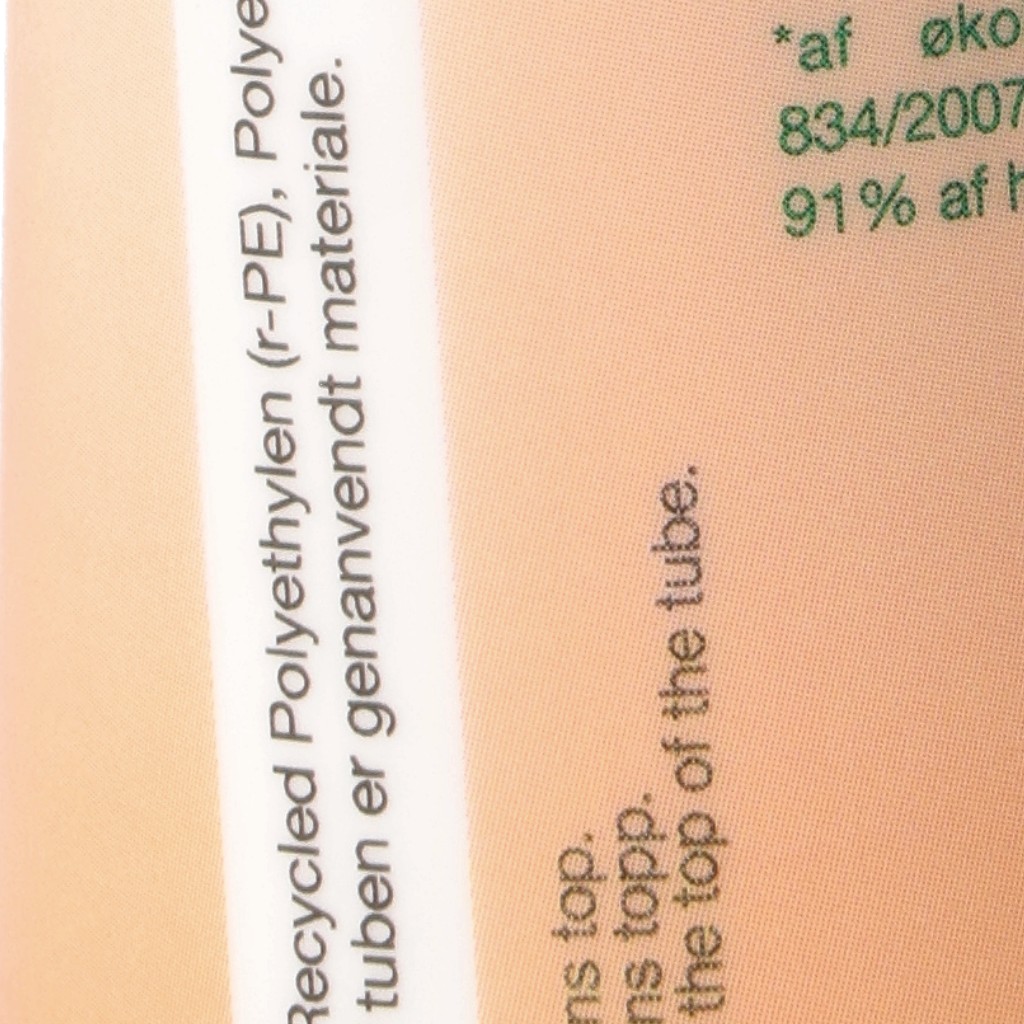 Recycled Polyethylen (r-PE), Polye
tuben er genanvendt materiale.
ns top.
ns topp.
the top of the tube.
*af øko
834/2007
91% af h